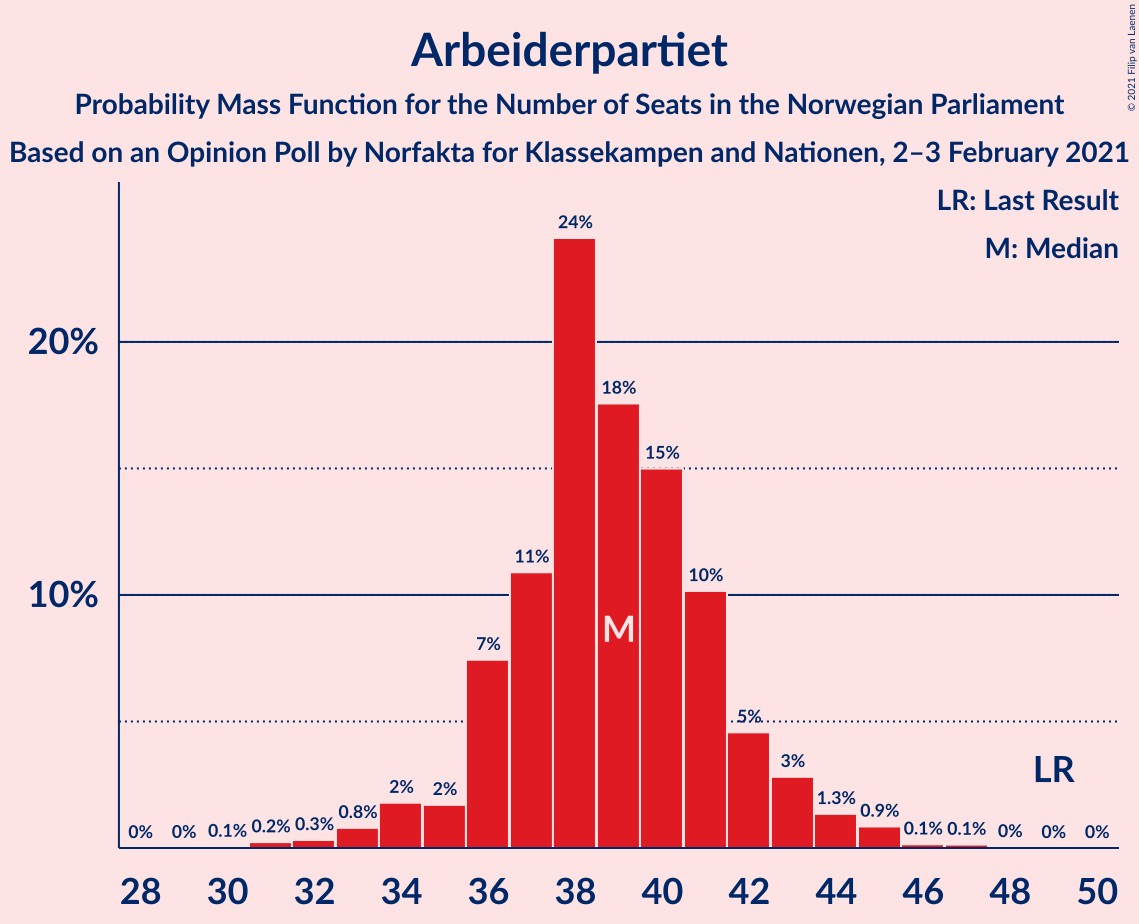 Arbeiderpartiet
Probability Mass Function for the Number of Seats in the Norwegian Parliament
Based on an Opinion Poll by Norfakta for Klassekampen and Nationen, 2–3 February 2021
© 2021 Filip van Laenen
LR: Last Result
M: Median
20%
10%
0% 0% 0.1% 0.2% 0.3% 0.8% 2% 2% 7% 11% 24% 18% 15% 10% 5% 3% 1.3% 0.9% 0.1% 0.1% 0% 0% 0%
M
LR
28 30 32 34 36 38 40 42 44 46 48 50